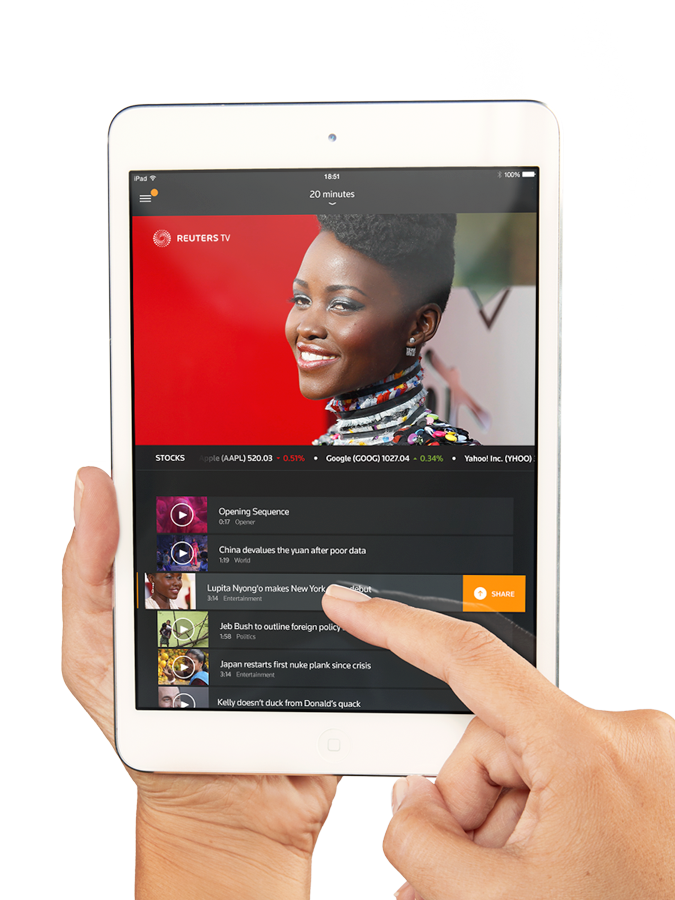 iPad 18:51 100%
20 minutes
REUTERS TV
STOCKS Apple (AAPL) 520.03 0.51% • Google (GOOG) 1027.04 0.34% • Yahoo! Inc. (YHOO)
Opening Sequence
0:17 Opener
China devalues the yuan after poor data
1:19 World
Lupita Nyong'o makes New York debut
3:14 Entertainment
SHARE
Jeb Bush to outline foreign policy
1:58 Politics
Japan restarts first nuke plank since crisis
3:14 Entertainment
Kelly doesn't duck from Donald's quack